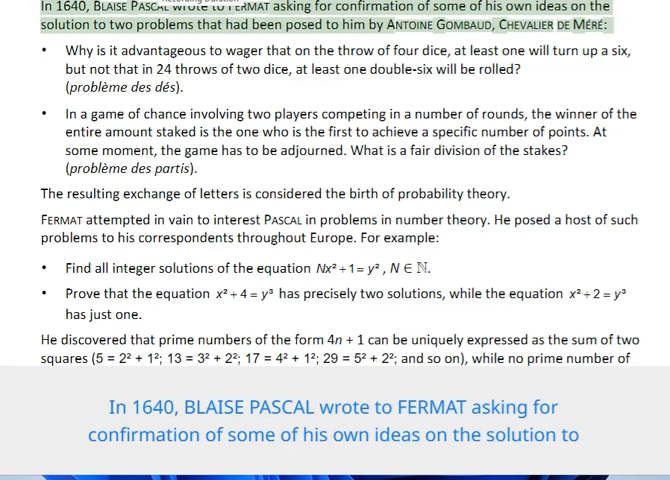 In 1640, BLAISE PASCAL wrote to FERMAT asking for confirmation of some of his own ideas on the
solution to two problems that had been posed to him by ANTOINE GOMBAUD, CHEVALIER DE MÉRÉ:
• Why is it advantageous to wager that on the throw of four dice, at least one will turn up a six,
but not that in 24 throws of two dice, at least one double-six will be rolled?
(problème des dés).
• In a game of chance involving two players competing in a number of rounds, the winner of the
entire amount staked is the one who is the first to achieve a specific number of points. At
some moment, the game has to be adjourned. What is a fair division of the stakes?
(problème des partis).
The resulting exchange of letters is considered the birth of probability theory.
FERMAT attempted in vain to interest PASCAL in problems in number theory. He posed a host of such
problems to his correspondents throughout Europe. For example:
• Find all integer solutions of the equation Nx² + 1 = y² , N ∈ ℕ.
• Prove that the equation x² + 4 = y³ has precisely two solutions, while the equation x² + 2 = y³
has just one.
He discovered that prime numbers of the form 4n + 1 can be uniquely expressed as the sum of two
squares (5 = 2² + 1²; 13 = 3² + 2²; 17 = 4² + 1²; 29 = 5² + 2²; and so on), while no prime number of
In 1640, BLAISE PASCAL wrote to FERMAT asking for
confirmation of some of his own ideas on the solution to